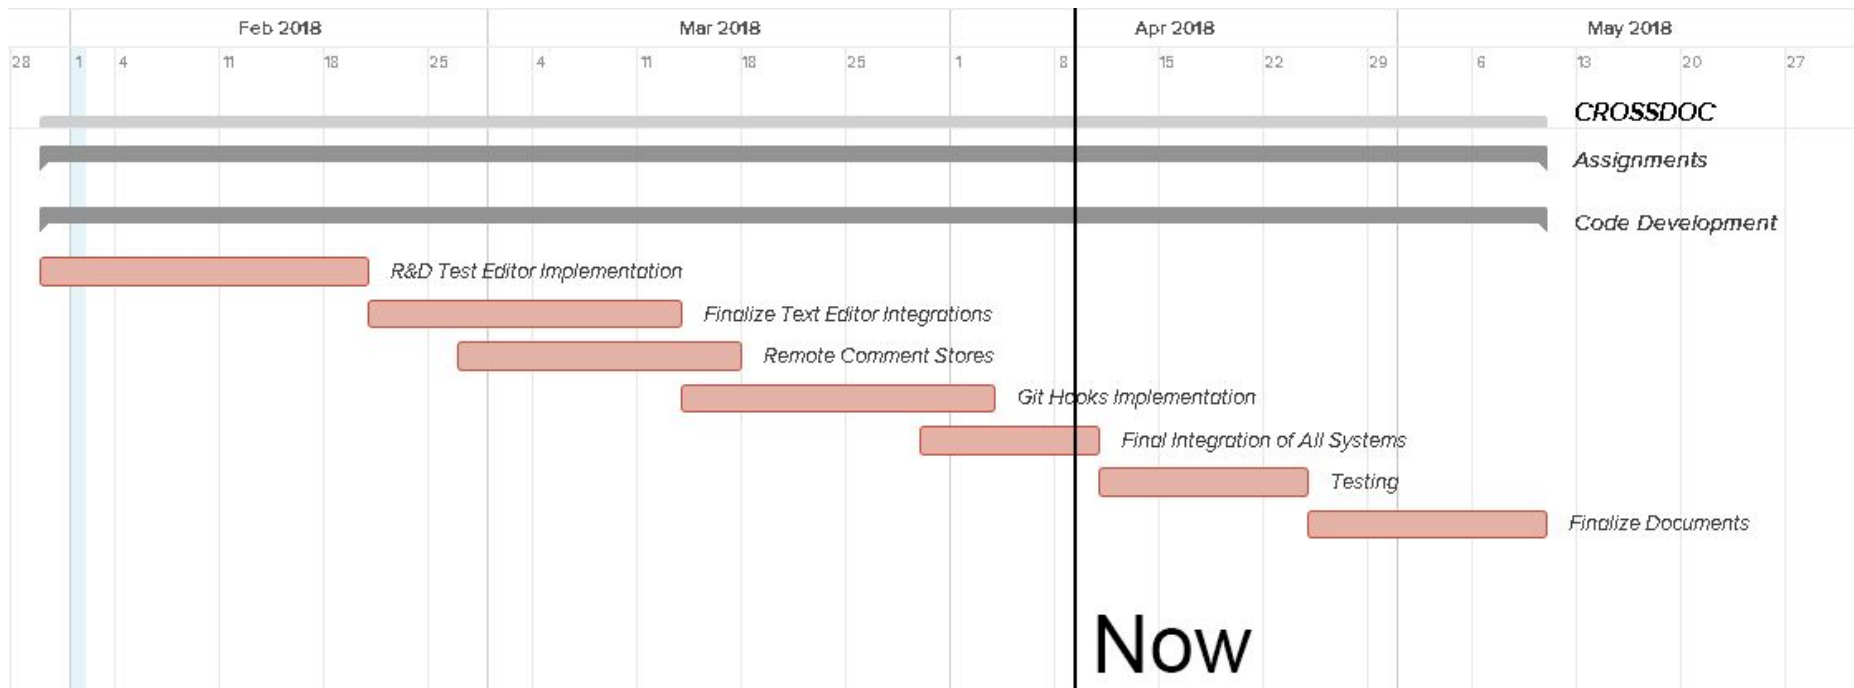 Feb 2018 Mar 2018 Apr 2018 May 2018
28 1 4 11 18 25 4 11 18 25 1 8 15 22 29 6 13 20 27
CROSSDOC
Assignments
Code Development
R&D Test Editor Implementation
Finalize Text Editor Integrations
Remote Comment Stores
Git Hooks Implementation
Final Integration of All Systems
Testing
Finalize Documents
Now